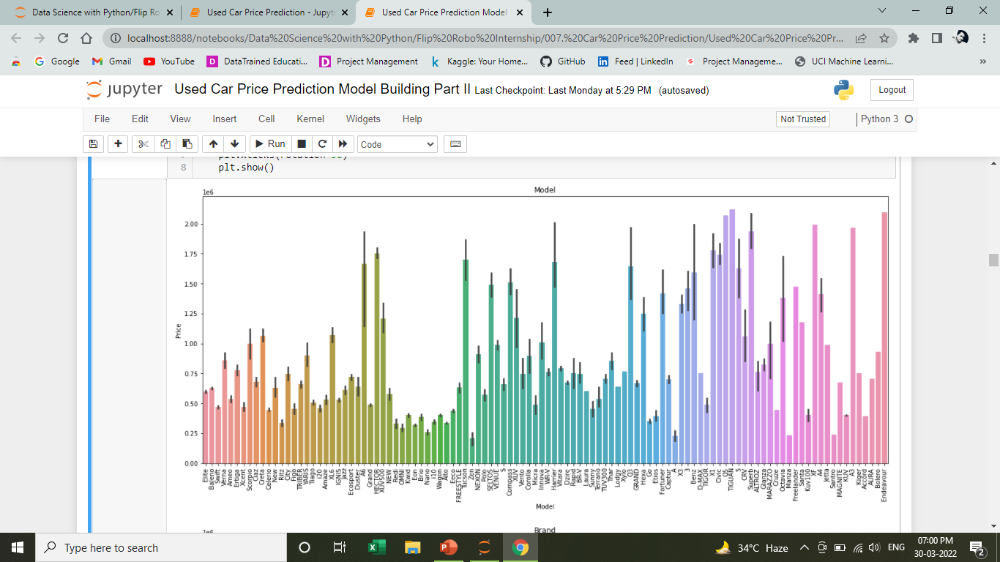 Data Science with Python/Flip Ro
Used Car Price Prediction - Jupyt
Used Car Price Prediction Model
localhost:8888/notebooks/Data%20Science%20with%20Python/Flip%20Robo%20Internship/007.%20Car%20Price%20Prediction/Used%20Car%20Price%20Pr...
Google Gmail YouTube DataTrained Educati... Project Management Kaggle: Your Home... GitHub Feed | LinkedIn Project Manageme... UCI Machine Learni... »
jupyter Used Car Price Prediction Model Building Part II Last Checkpoint: Last Monday at 5:29 PM (autosaved)
Logout
File Edit View Insert Cell Kernel Widgets Help
Not Trusted
Python 3
Run
Code
8 plt.show()
Model
1e6
2.00
1.75
1.50
1.25
1.00
0.75
0.50
0.25
0.00
Price
Elite Baleno Swift Verna Ameo Ertiga Xcent Scorpio Ciaz Creta Celerio New Ritz City Figo TRIBER YARIS Tiago i20 Amaze XL6 IGNIS Jazz Ecosport Duster A6 Grand HECTOR XUV500 NEW Redi OMNI Kwid Eon Brio Nano i10 Wagon Alto Eeco FREESTYLE Tucson Zen NEXON Polo SELTOS VENUE S Compass XUV Vento Corolla Micra Innova WR-V Harrier Vitara Dzire Rapid BR-V Laura Sunny Terrano TUV300 Thar Lodgy Xylo Q3 GRAND Hexa Go Etios Fortuner Captur A X3 3 Benz D-MAX TIGOR X1 Civic Q5 TIGUAN 5 CRV Superb ALTROZ Glanza MARAZZO Cruze Octavia Manza Freelander Safari Kuv100 XF A4 Jetta Santro MAGNITE KUV A3 Kiger Accord AURA Bolero Endeavour
Model
Brand
1e6
Type here to search
34°C Haze
ENG
07:00 PM
30-03-2022
2